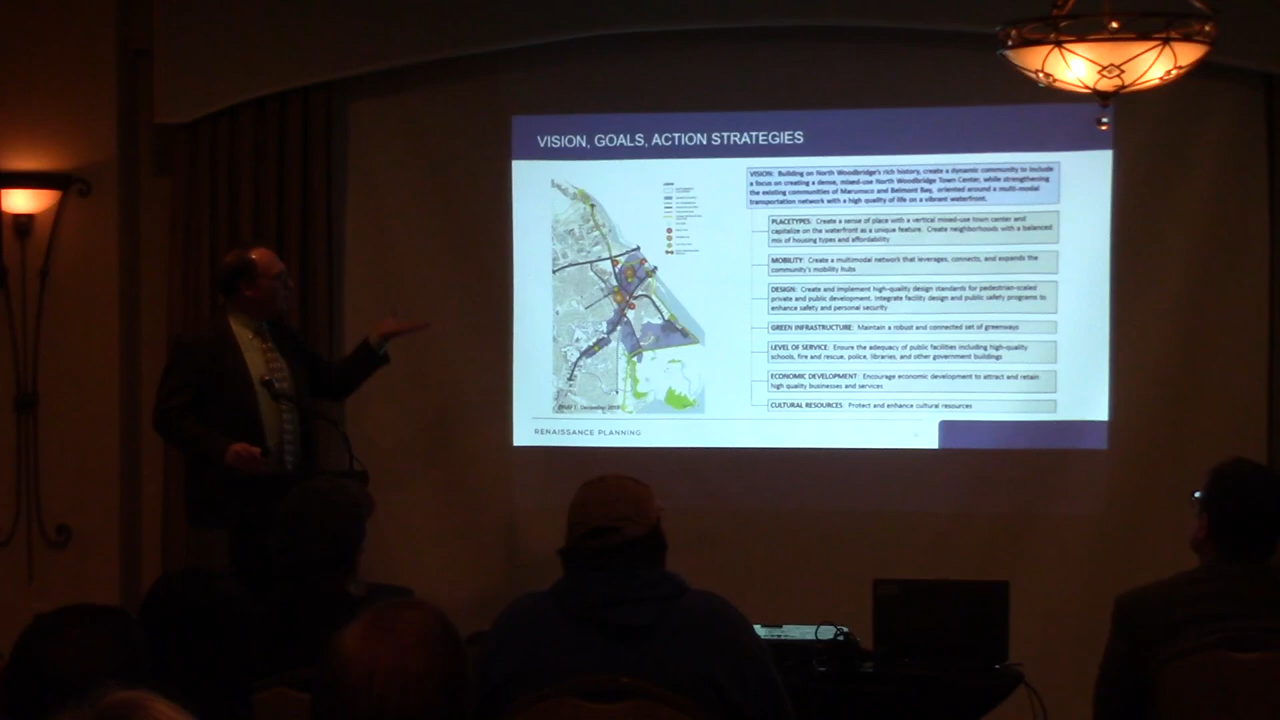 VISION, GOALS, ACTION STRATEGIES
VISION: Building on North Woodbridge's rich history, create a dynamic community to include
a focus on creating a dense, mixed-use North Woodbridge Town Center, while strengthening
the existing communities of Marumsco and Belmont Bay, oriented around a multi-modal
transportation network with a high quality of life on a vibrant waterfront.
PLACETYPES: Create a sense of place with a vertical mixed-use town center and
capitalize on the waterfront as a unique feature. Create neighborhoods with a balanced
mix of housing types and affordability
MOBILITY: Create a multimodal network that leverages, connects, and expands the
community's mobility hubs
DESIGN: Create and implement high-quality design standards for pedestrian-scaled
private and public development. Integrate facility design and public safety programs to
enhance safety and personal security
GREEN INFRASTRUCTURE: Maintain a robust and connected set of greenways
LEVEL OF SERVICE: Ensure the adequacy of public facilities including high-quality
schools, fire and rescue, police, libraries, and other government buildings
ECONOMIC DEVELOPMENT: Encourage economic development to attract and retain
high quality businesses and services
CULTURAL RESOURCES: Protect and enhance cultural resources
DRAFT: December
RENAISSANCE PLANNING